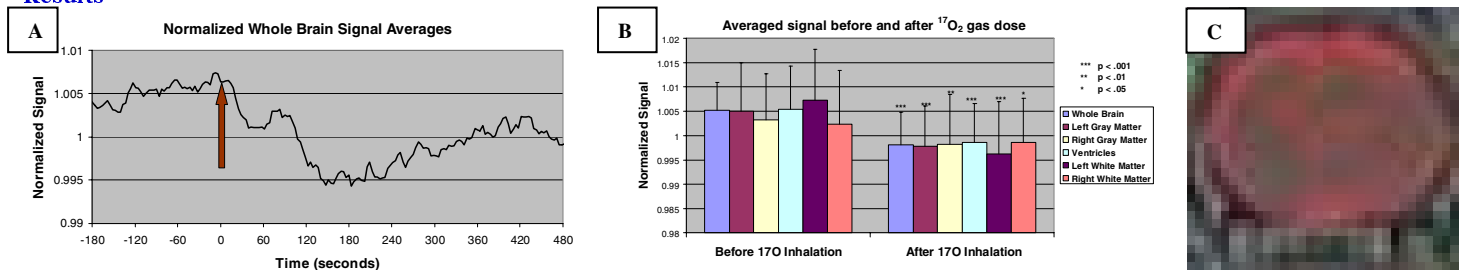 Results
A
Normalized Whole Brain Signal Averages
1.01
1.005
1
0.995
0.99
Normalized Signal
-180 -120 -60 0 60 120 180 240 300 360 420 480
Time (seconds)
B
Averaged signal before and after 17O2 gas dose
1.02
1.015
1.01
1.005
1
0.995
0.99
0.985
0.98
Normalized Signal
*** *** ** *** *** *
Before 17O Inhalation After 17O Inhalation
*** p < .001
** p < .01
* p < .05
Whole Brain
Left Gray Matter
Right Gray Matter
Ventricles
Left White Matter
Right White Matter
C